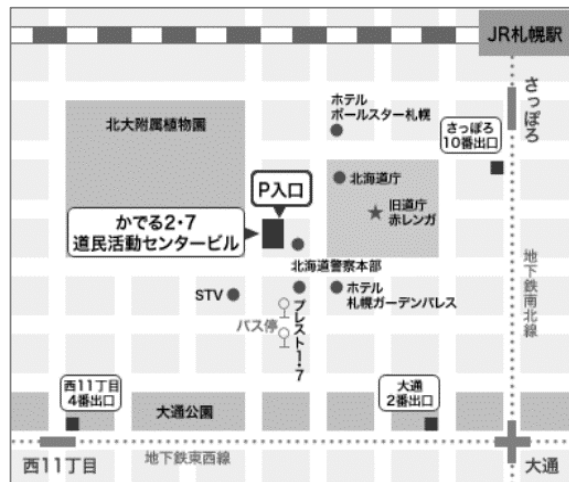 JR札幌駅
さっぽろ
ホテル
ポールスター札幌
さっぽろ
10番出口
北大附属植物園
P入口
北海道庁
旧道庁
赤レンガ
かでる2・7
道民活動センタービル
北海道警察本部
地下鉄南北線
STV
ホテル
札幌ガーデンパレス
プレスト1・7
バス停
西11丁目
4番出口
大通公園
大通
2番出口
西11丁目
地下鉄東西線
大通